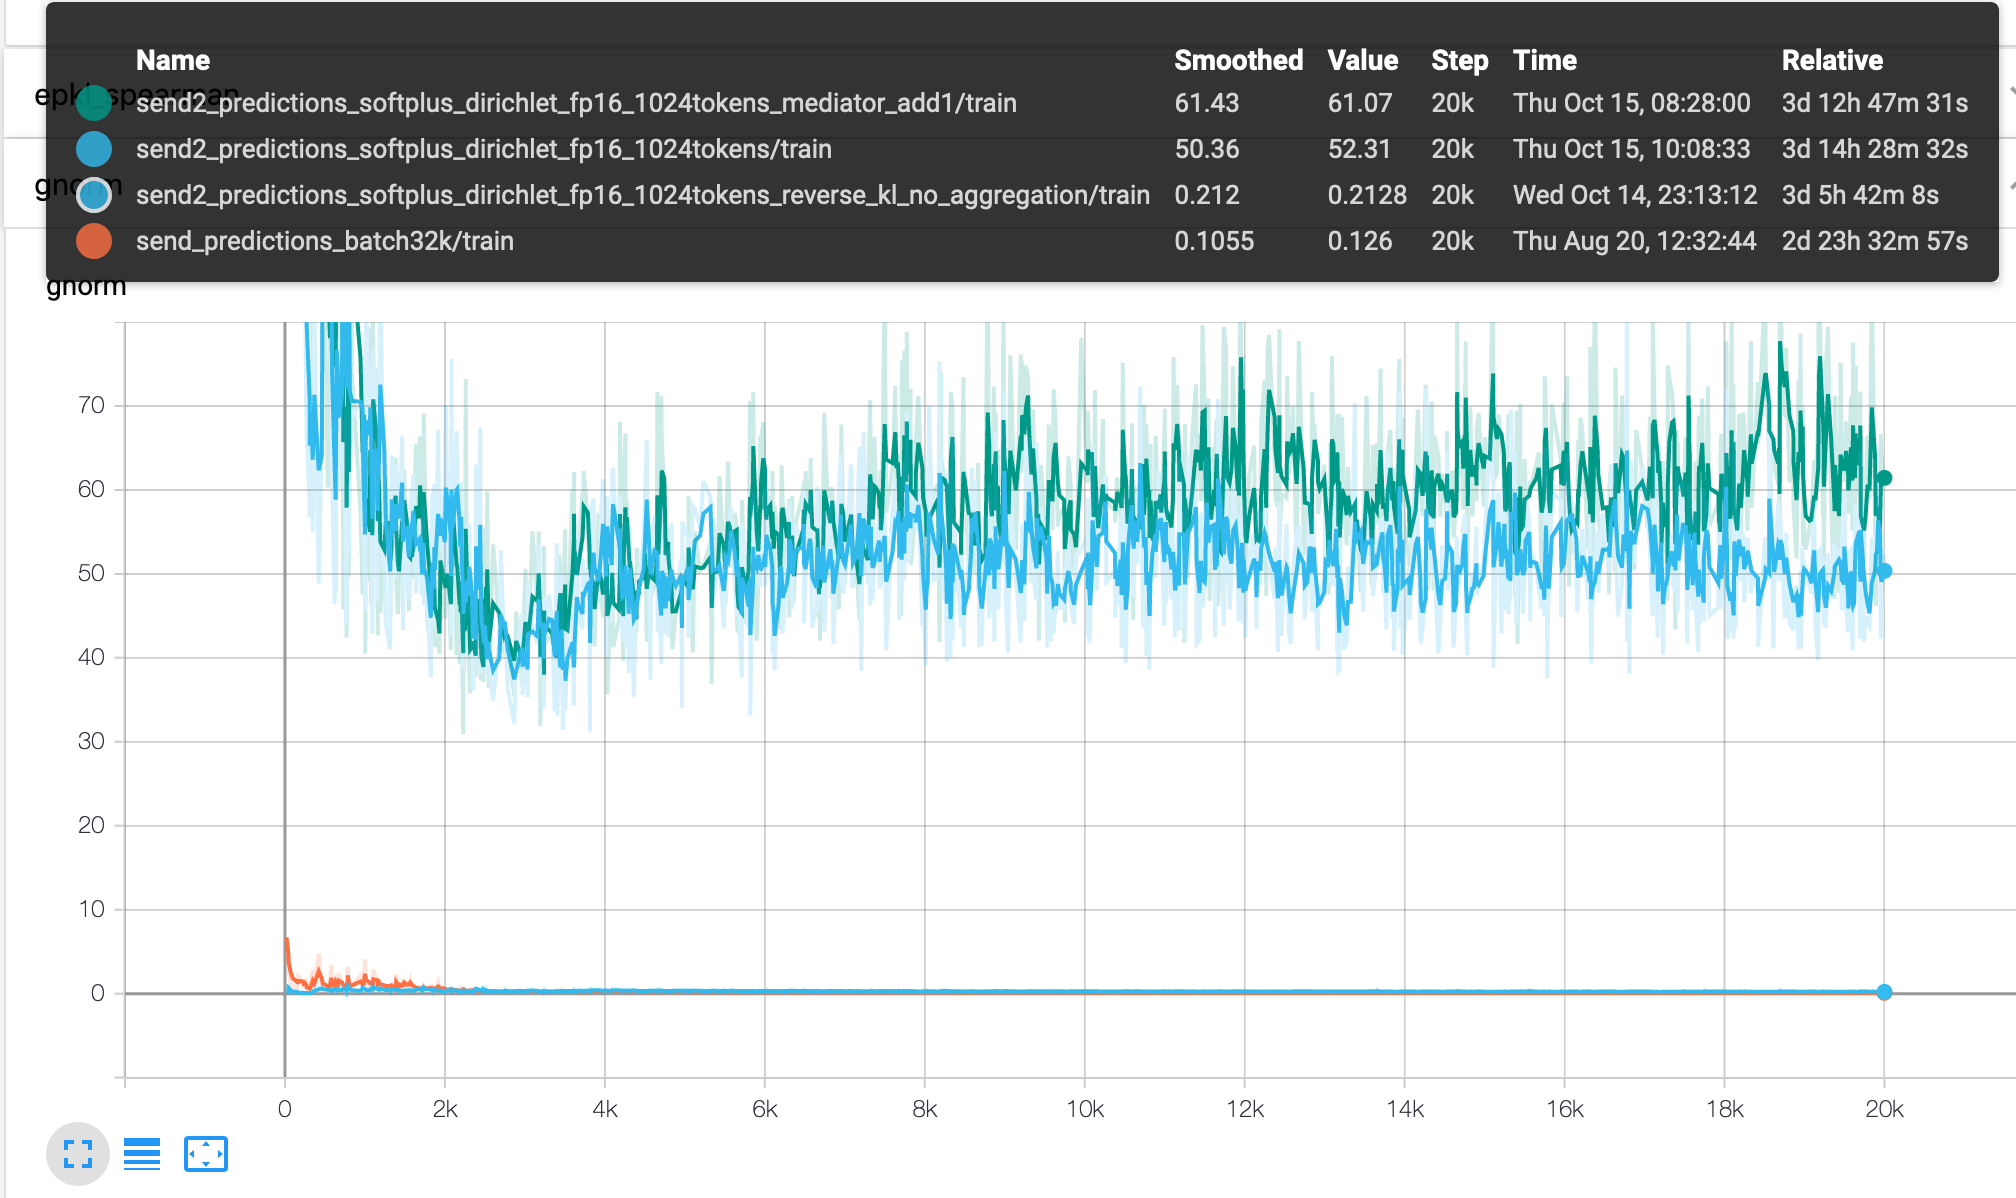 Name Smoothed Value Step Time Relative
epkl_spearman
send2_predictions_softplus_dirichlet_fp16_1024tokens_mediator_add1/train 61.43 61.07 20k Thu Oct 15, 08:28:00 3d 12h 47m 31s
send2_predictions_softplus_dirichlet_fp16_1024tokens/train 50.36 52.31 20k Thu Oct 15, 10:08:33 3d 14h 28m 32s
gnorm
send2_predictions_softplus_dirichlet_fp16_1024tokens_reverse_kl_no_aggregation/train 0.212 0.2128 20k Wed Oct 14, 23:13:12 3d 5h 42m 8s
send_predictions_batch32k/train 0.1055 0.126 20k Thu Aug 20, 12:32:44 2d 23h 32m 57s
gnorm
70
60
50
40
30
20
10
0
0 2k 4k 6k 8k 10k 12k 14k 16k 18k 20k